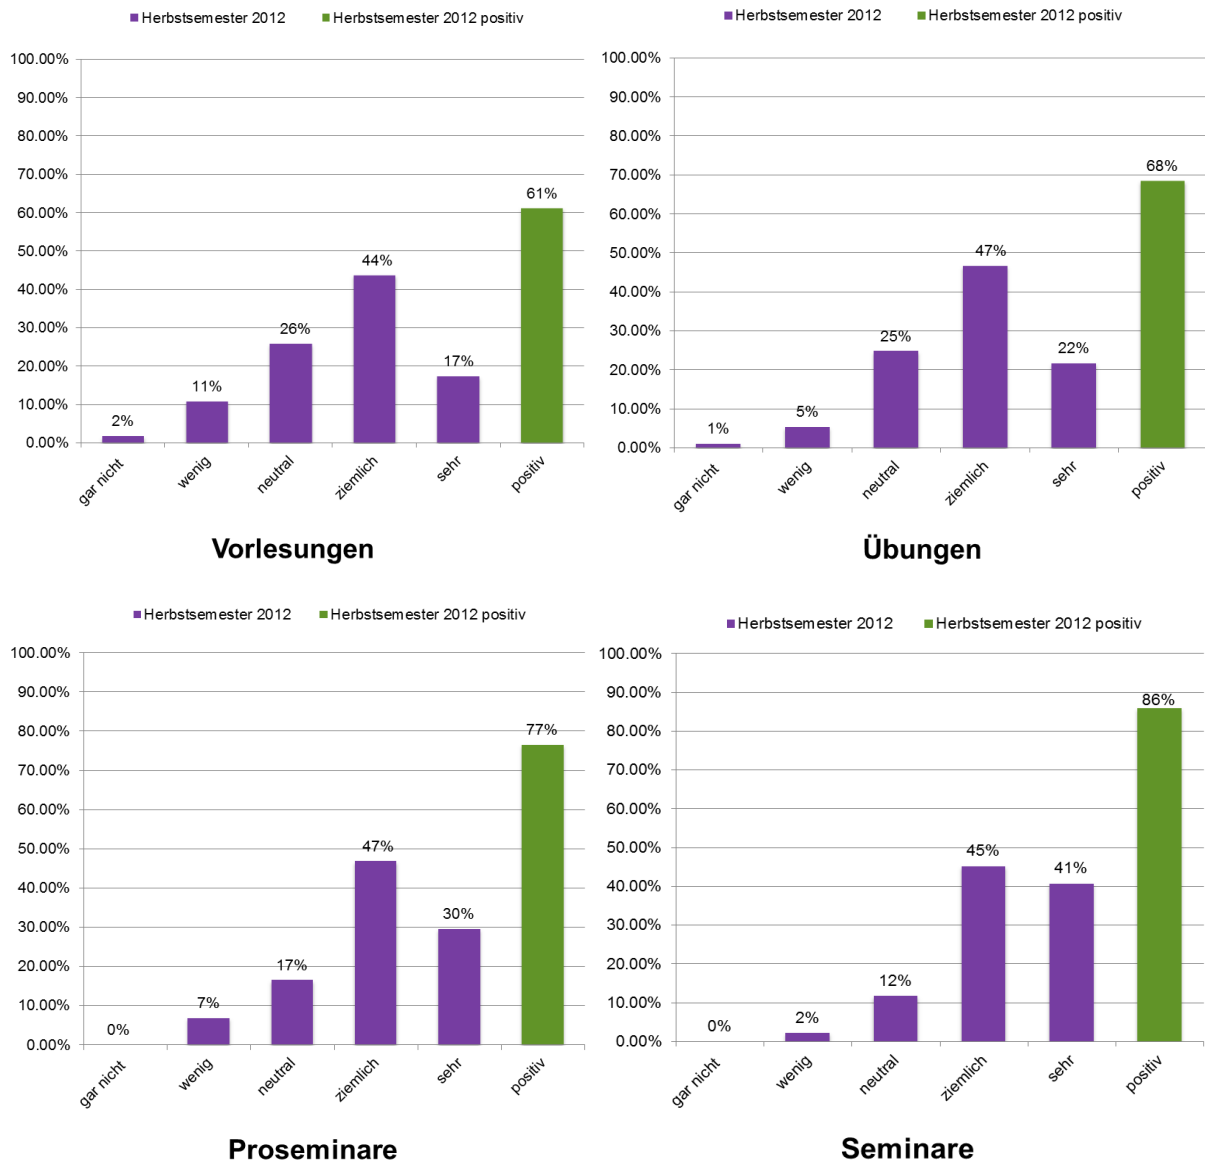 Herbstsemester 2012 Herbstsemester 2012 positiv
100.00%
90.00%
80.00%
70.00%
60.00%
50.00%
40.00%
30.00%
20.00%
10.00%
0.00%
2%
11%
26%
44%
17%
61%
gar nicht
wenig
neutral
ziemlich
sehr
positiv
Vorlesungen
Herbstsemester 2012 Herbstsemester 2012 positiv
100.00%
90.00%
80.00%
70.00%
60.00%
50.00%
40.00%
30.00%
20.00%
10.00%
0.00%
1%
5%
25%
47%
22%
68%
gar nicht
wenig
neutral
ziemlich
sehr
positiv
Übungen
Herbstsemester 2012 Herbstsemester 2012 positiv
100.00%
90.00%
80.00%
70.00%
60.00%
50.00%
40.00%
30.00%
20.00%
10.00%
0.00%
0%
7%
17%
47%
30%
77%
gar nicht
wenig
neutral
ziemlich
sehr
positiv
Proseminare
Herbstsemester 2012 Herbstsemester 2012 positiv
100.00%
90.00%
80.00%
70.00%
60.00%
50.00%
40.00%
30.00%
20.00%
10.00%
0.00%
0%
2%
12%
45%
41%
86%
gar nicht
wenig
neutral
ziemlich
sehr
positiv
Seminare